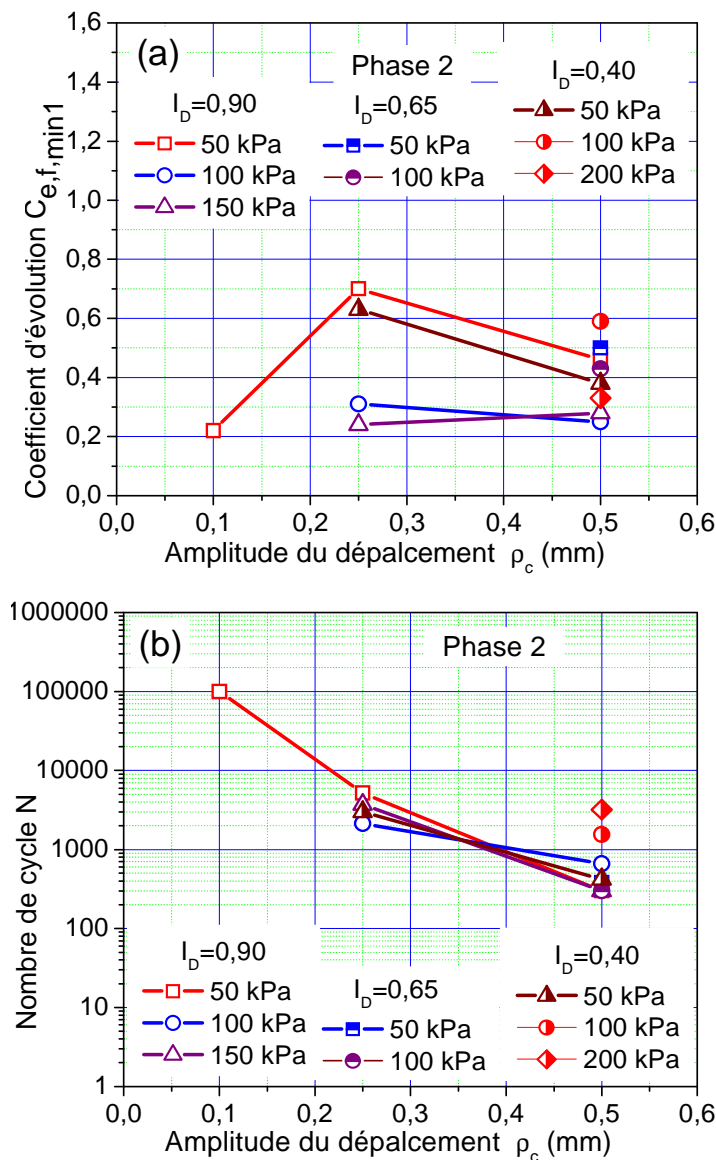 (a)
Phase 2
I_D=0,90
50 kPa
100 kPa
150 kPa
I_D=0,65
50 kPa
100 kPa
I_D=0,40
50 kPa
100 kPa
200 kPa
Coefficient d'évolution C_e,f,min1
1,6
1,4
1,2
1,0
0,8
0,6
0,4
0,2
0,0
0,0 0,1 0,2 0,3 0,4 0,5 0,6
Amplitude du dépalcement ρ_c (mm)
(b)
Phase 2
Nombre de cycle N
1000000
100000
10000
1000
100
10
1
I_D=0,90
50 kPa
100 kPa
150 kPa
I_D=0,65
50 kPa
100 kPa
I_D=0,40
50 kPa
100 kPa
200 kPa
0,0 0,1 0,2 0,3 0,4 0,5 0,6
Amplitude du dépalcement ρ_c (mm)